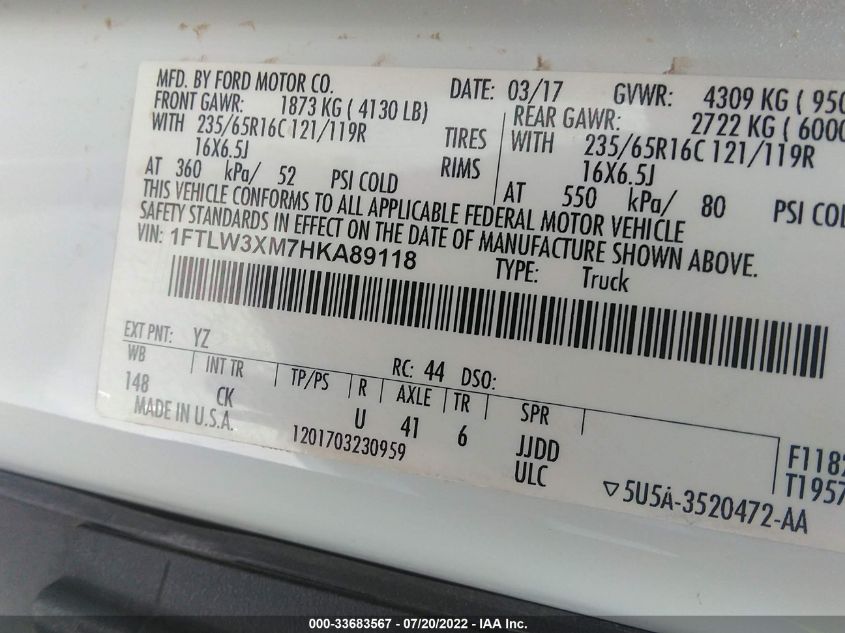 MFD. BY FORD MOTOR CO.
DATE: 03/17 GVWR: 4309 KG ( 950
FRONT GAWR: 1873 KG ( 4130 LB)
REAR GAWR: 2722 KG ( 6000
WITH 235/65R16C 121/119R TIRES
WITH 235/65R16C 121/119R
16X6.5J RIMS
16X6.5J
AT 360 kPa/ 52 PSI COLD
AT 550 kPa/ 80 PSI COL
THIS VEHICLE CONFORMS TO ALL APPLICABLE FEDERAL MOTOR VEHICLE
SAFETY STANDARDS IN EFFECT ON THE DATE OF MANUFACTURE SHOWN ABOVE.
VIN: 1FTLW3XM7HKA89118
TYPE: Truck
EXT PNT: YZ RC: 44 DSO:
WB INT TR TP/PS R AXLE TR SPR
148 CK U 41 6 JJDD
ULC
MADE IN U.S.A. 1201703230959
F1182
T1957
▽5U5A-3520472-AA
000-33683567 / 07/20/2022 - IAA Inc.